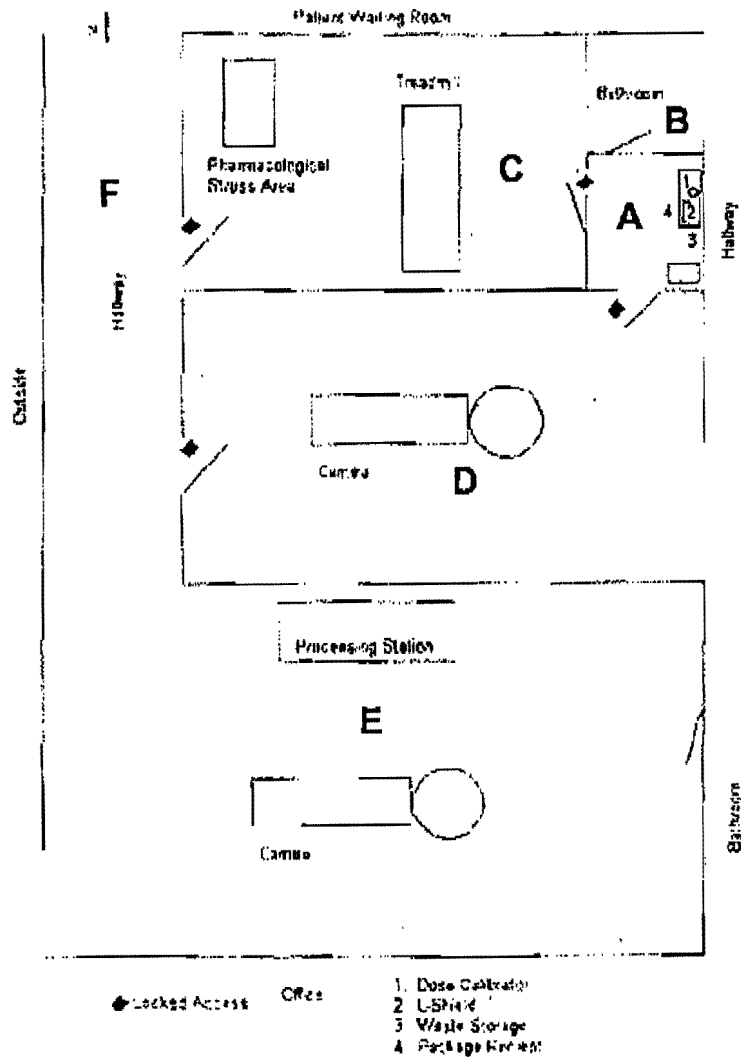 N
Patient Waiting Room
Treadmill
Bathroom
B
Pharmacological
Stress Area
C
F
A
1
2
3
4
Hallway
Hallway
Outside
Camera
D
Processing Station
E
Camera
Bathroom
Locked Access
Office
1. Dose Calibrator
2 L-Shield
3 Waste Storage
4 Package Receipt